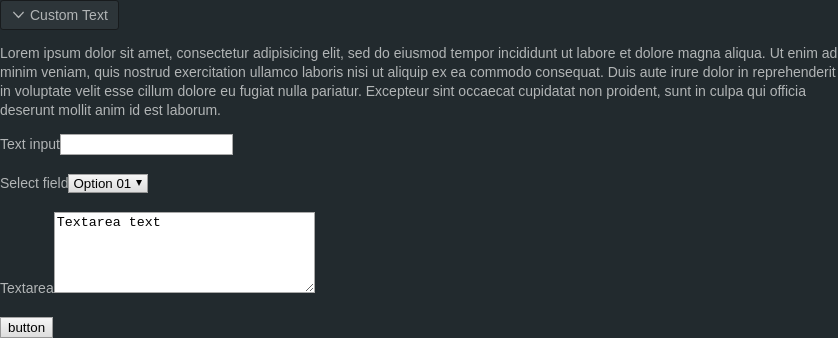 Custom Text
Lorem ipsum dolor sit amet, consectetur adipisicing elit, sed do eiusmod tempor incididunt ut labore et dolore magna aliqua. Ut enim ad
minim veniam, quis nostrud exercitation ullamco laboris nisi ut aliquip ex ea commodo consequat. Duis aute irure dolor in reprehenderit
in voluptate velit esse cillum dolore eu fugiat nulla pariatur. Excepteur sint occaecat cupidatat non proident, sunt in culpa qui officia
deserunt mollit anim id est laborum.
Text input
Select field Option 01
Textarea text
Textarea
button